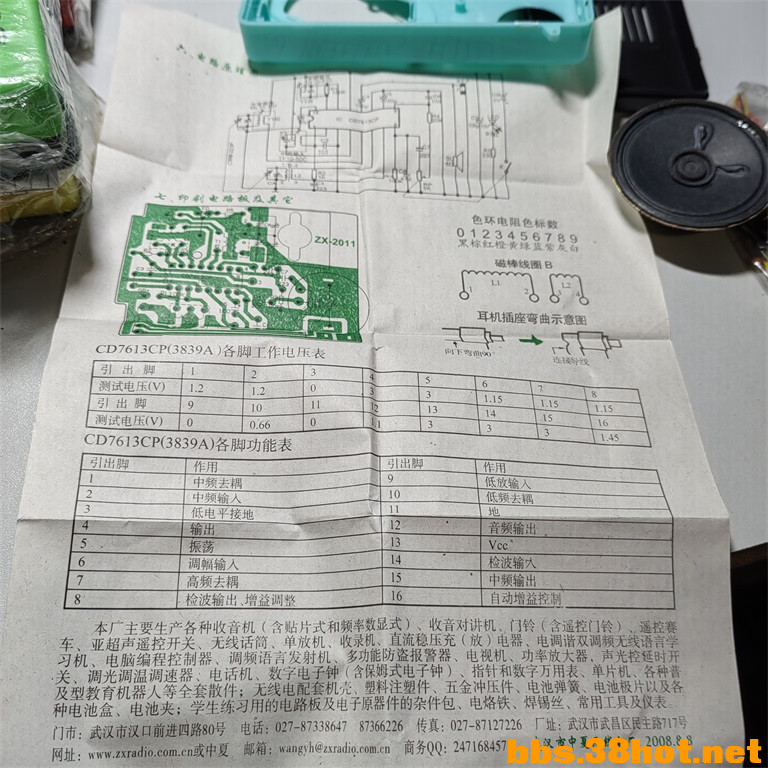 六、电路原理
IC CD7613CP
七、印刷电路板及其它
ZX-2011
色环电阻色标数
0 1 2 3 4 5 6 7 8 9
黑棕红橙黄绿蓝紫灰白
磁棒线圈B
1 L1 2 L2
耳机插座弯曲示意图
向下弯曲90° 连接导线
CD7613CP(3839A)各脚工作电压表
引出脚 1 2 3 4 5 6 7 8
测试电压(V) 1.2 1.2 0 3 3 1.15 1.15 1.15
引出脚 9 10 11 12 13 14 15 16
测试电压(V) 0 0.66 0 1.1 3 3 3 1.45
CD7613CP(3839A)各脚功能表
引出脚 作用 引出脚 作用
1 中频去耦 9 低放输入
2 中频输入 10 低频去耦
3 低电平接地 11 地
4 输出 12 音频输出
5 振荡 13 Vcc
6 调幅输入 14 检波输入
7 高频去耦 15 中频输出
8 检波输出、增益调整 16 自动增益控制
本厂主要生产各种收音机（含贴片式和频率数显式）、收音对讲机、门铃（含遥控门铃）、遥控赛
车、亚超声遥控开关、无线话筒、单放机、收录机、直流稳压充（放）电器、电调谐双调频无线语言学
习机、电脑编程控制器、调频语言发射机、多功能防盗报警器、电视机、功率放大器、声光控延时开
关、调光调温调速器、电话机、数字电子钟（含保姆式电子钟）、指针和数字万用表、单片机、各种普
及型教育机器人等全套散件；无线电配套机壳、塑料注塑件、五金冲压件、电池弹簧、电池极片以及各
种电池盒、电池夹；学生练习用的电路板及电子原器件的杂件包、电烙铁、焊锡丝、常用工具及仪表。
门市：武汉市汉口前进四路80号 电话：027-87338647 87366226 传真：027-87127226 厂址：武汉市武昌区民主路717号
网址：www.zxradio.com.cn或中夏 邮箱：wangyh@zxradio.com.cn 商务QQ：24716845 汉市中夏 2008.8.8
bbs.38hot.net